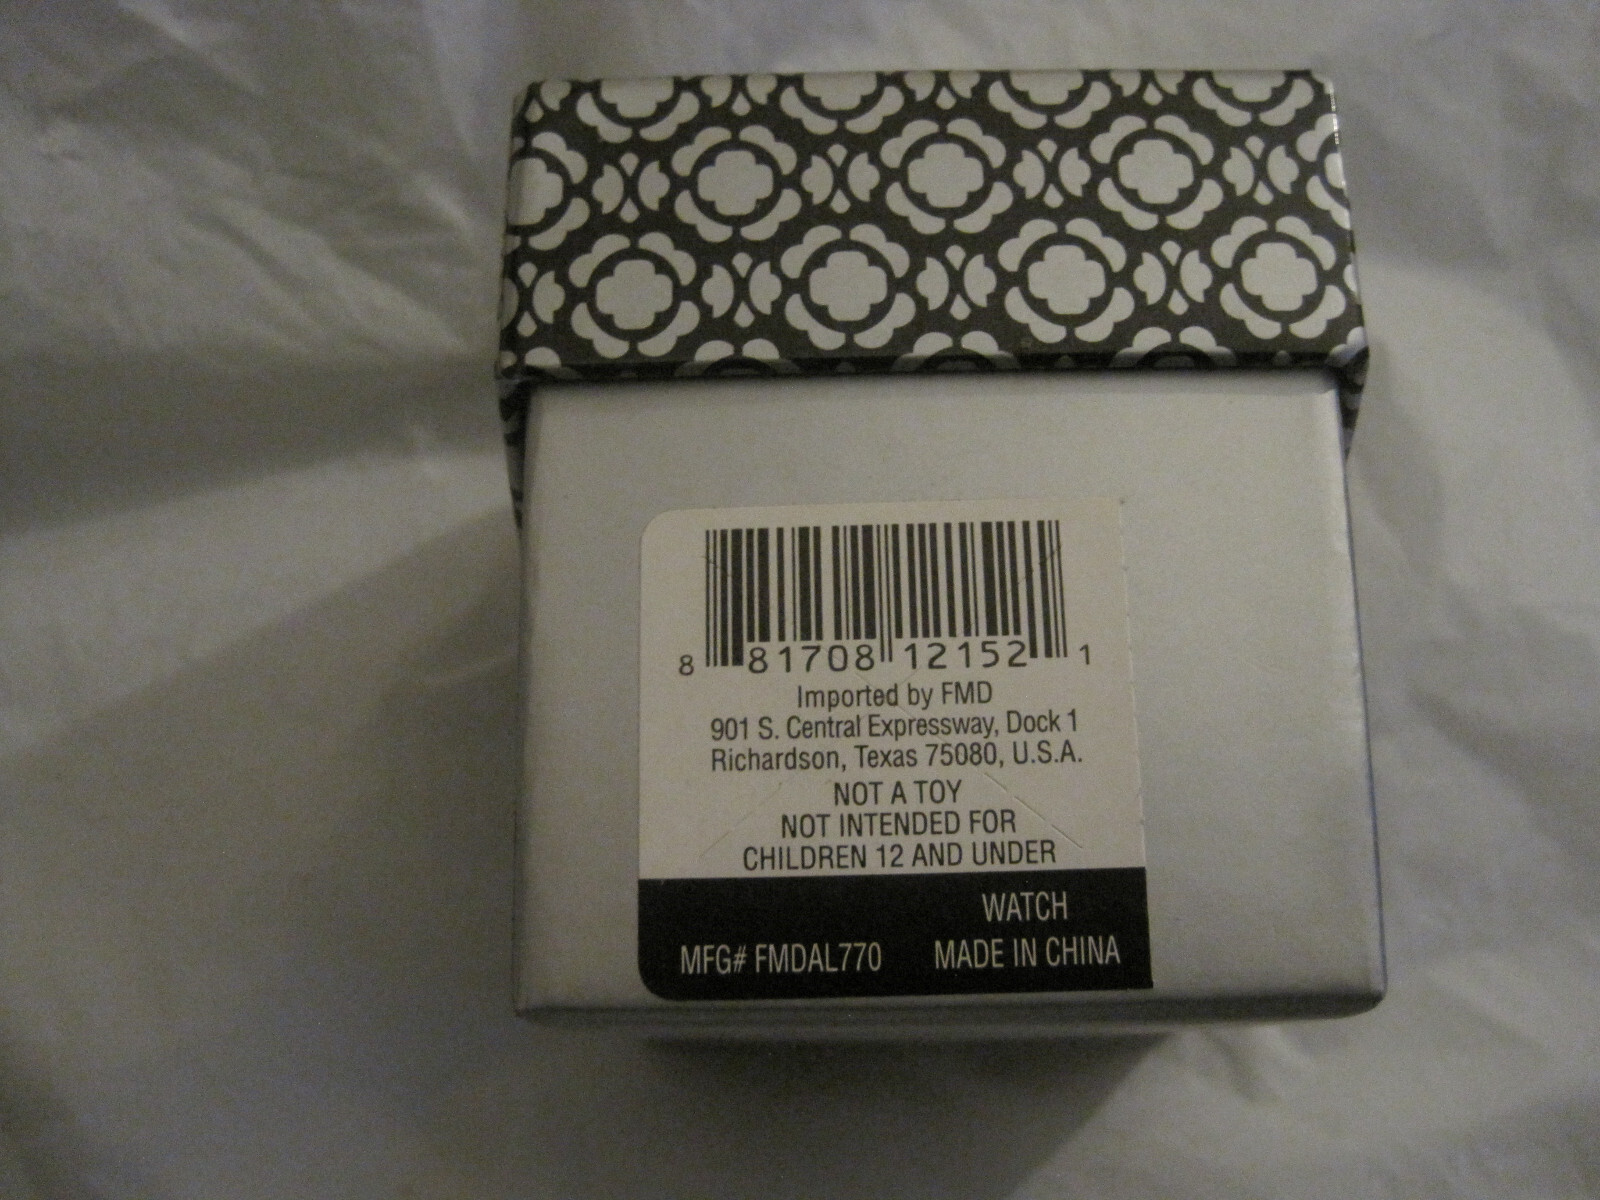 8 81708 12152 1
Imported by FMD
901 S. Central Expressway, Dock 1
Richardson, Texas 75080, U.S.A.
NOT A TOY
NOT INTENDED FOR
CHILDREN 12 AND UNDER
WATCH
MFG# FMDAL770 MADE IN CHINA